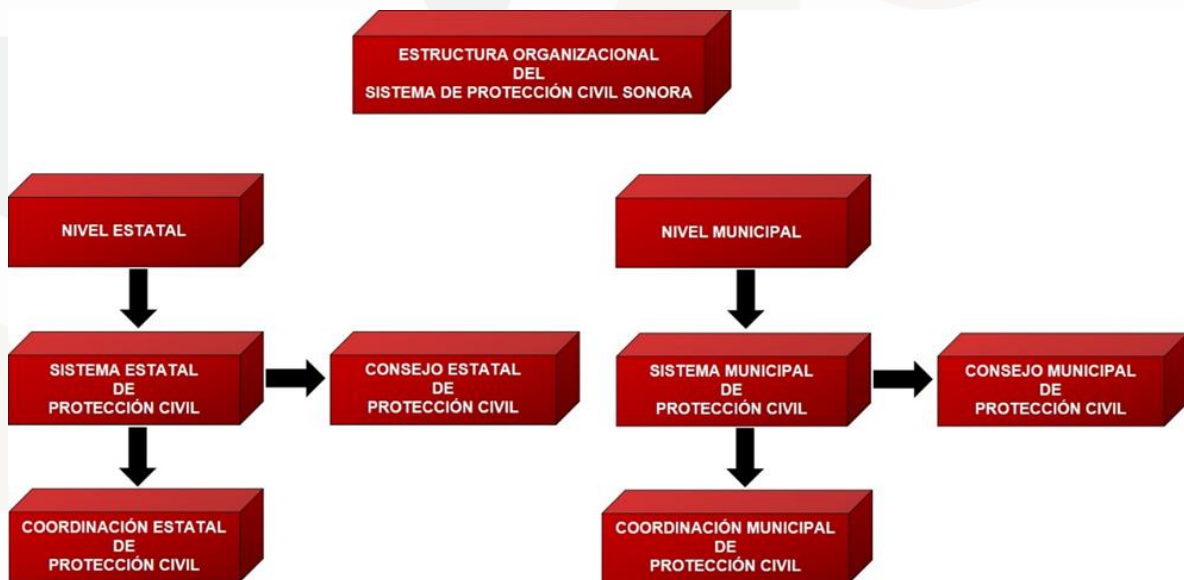 ESTRUCTURA ORGANIZACIONAL
DEL
SISTEMA DE PROTECCIÓN CIVIL SONORA
NIVEL ESTATAL
NIVEL MUNICIPAL
SISTEMA ESTATAL
DE
PROTECCIÓN CIVIL
CONSEJO ESTATAL
DE
PROTECCIÓN CIVIL
SISTEMA MUNICIPAL
DE
PROTECCIÓN CIVIL
CONSEJO MUNICIPAL
DE
PROTECCIÓN CIVIL
COORDINACIÓN ESTATAL
DE
PROTECCIÓN CIVIL
COORDINACIÓN MUNICIPAL
DE
PROTECCIÓN CIVIL